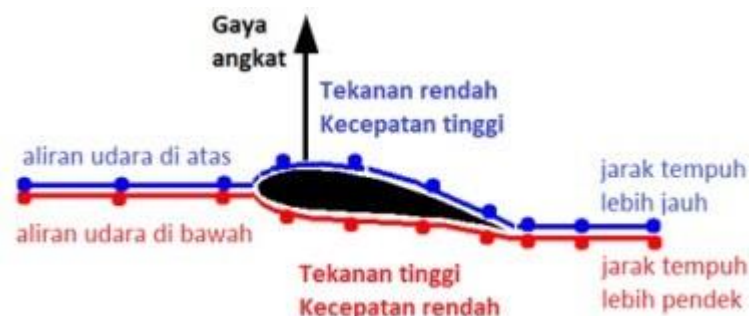 Gaya
angkat
Tekanan rendah
Kecepatan tinggi
aliran udara di atas
jarak tempuh
lebih jauh
aliran udara di bawah
Tekanan tinggi
Kecepatan rendah
jarak tempuh
lebih pendek